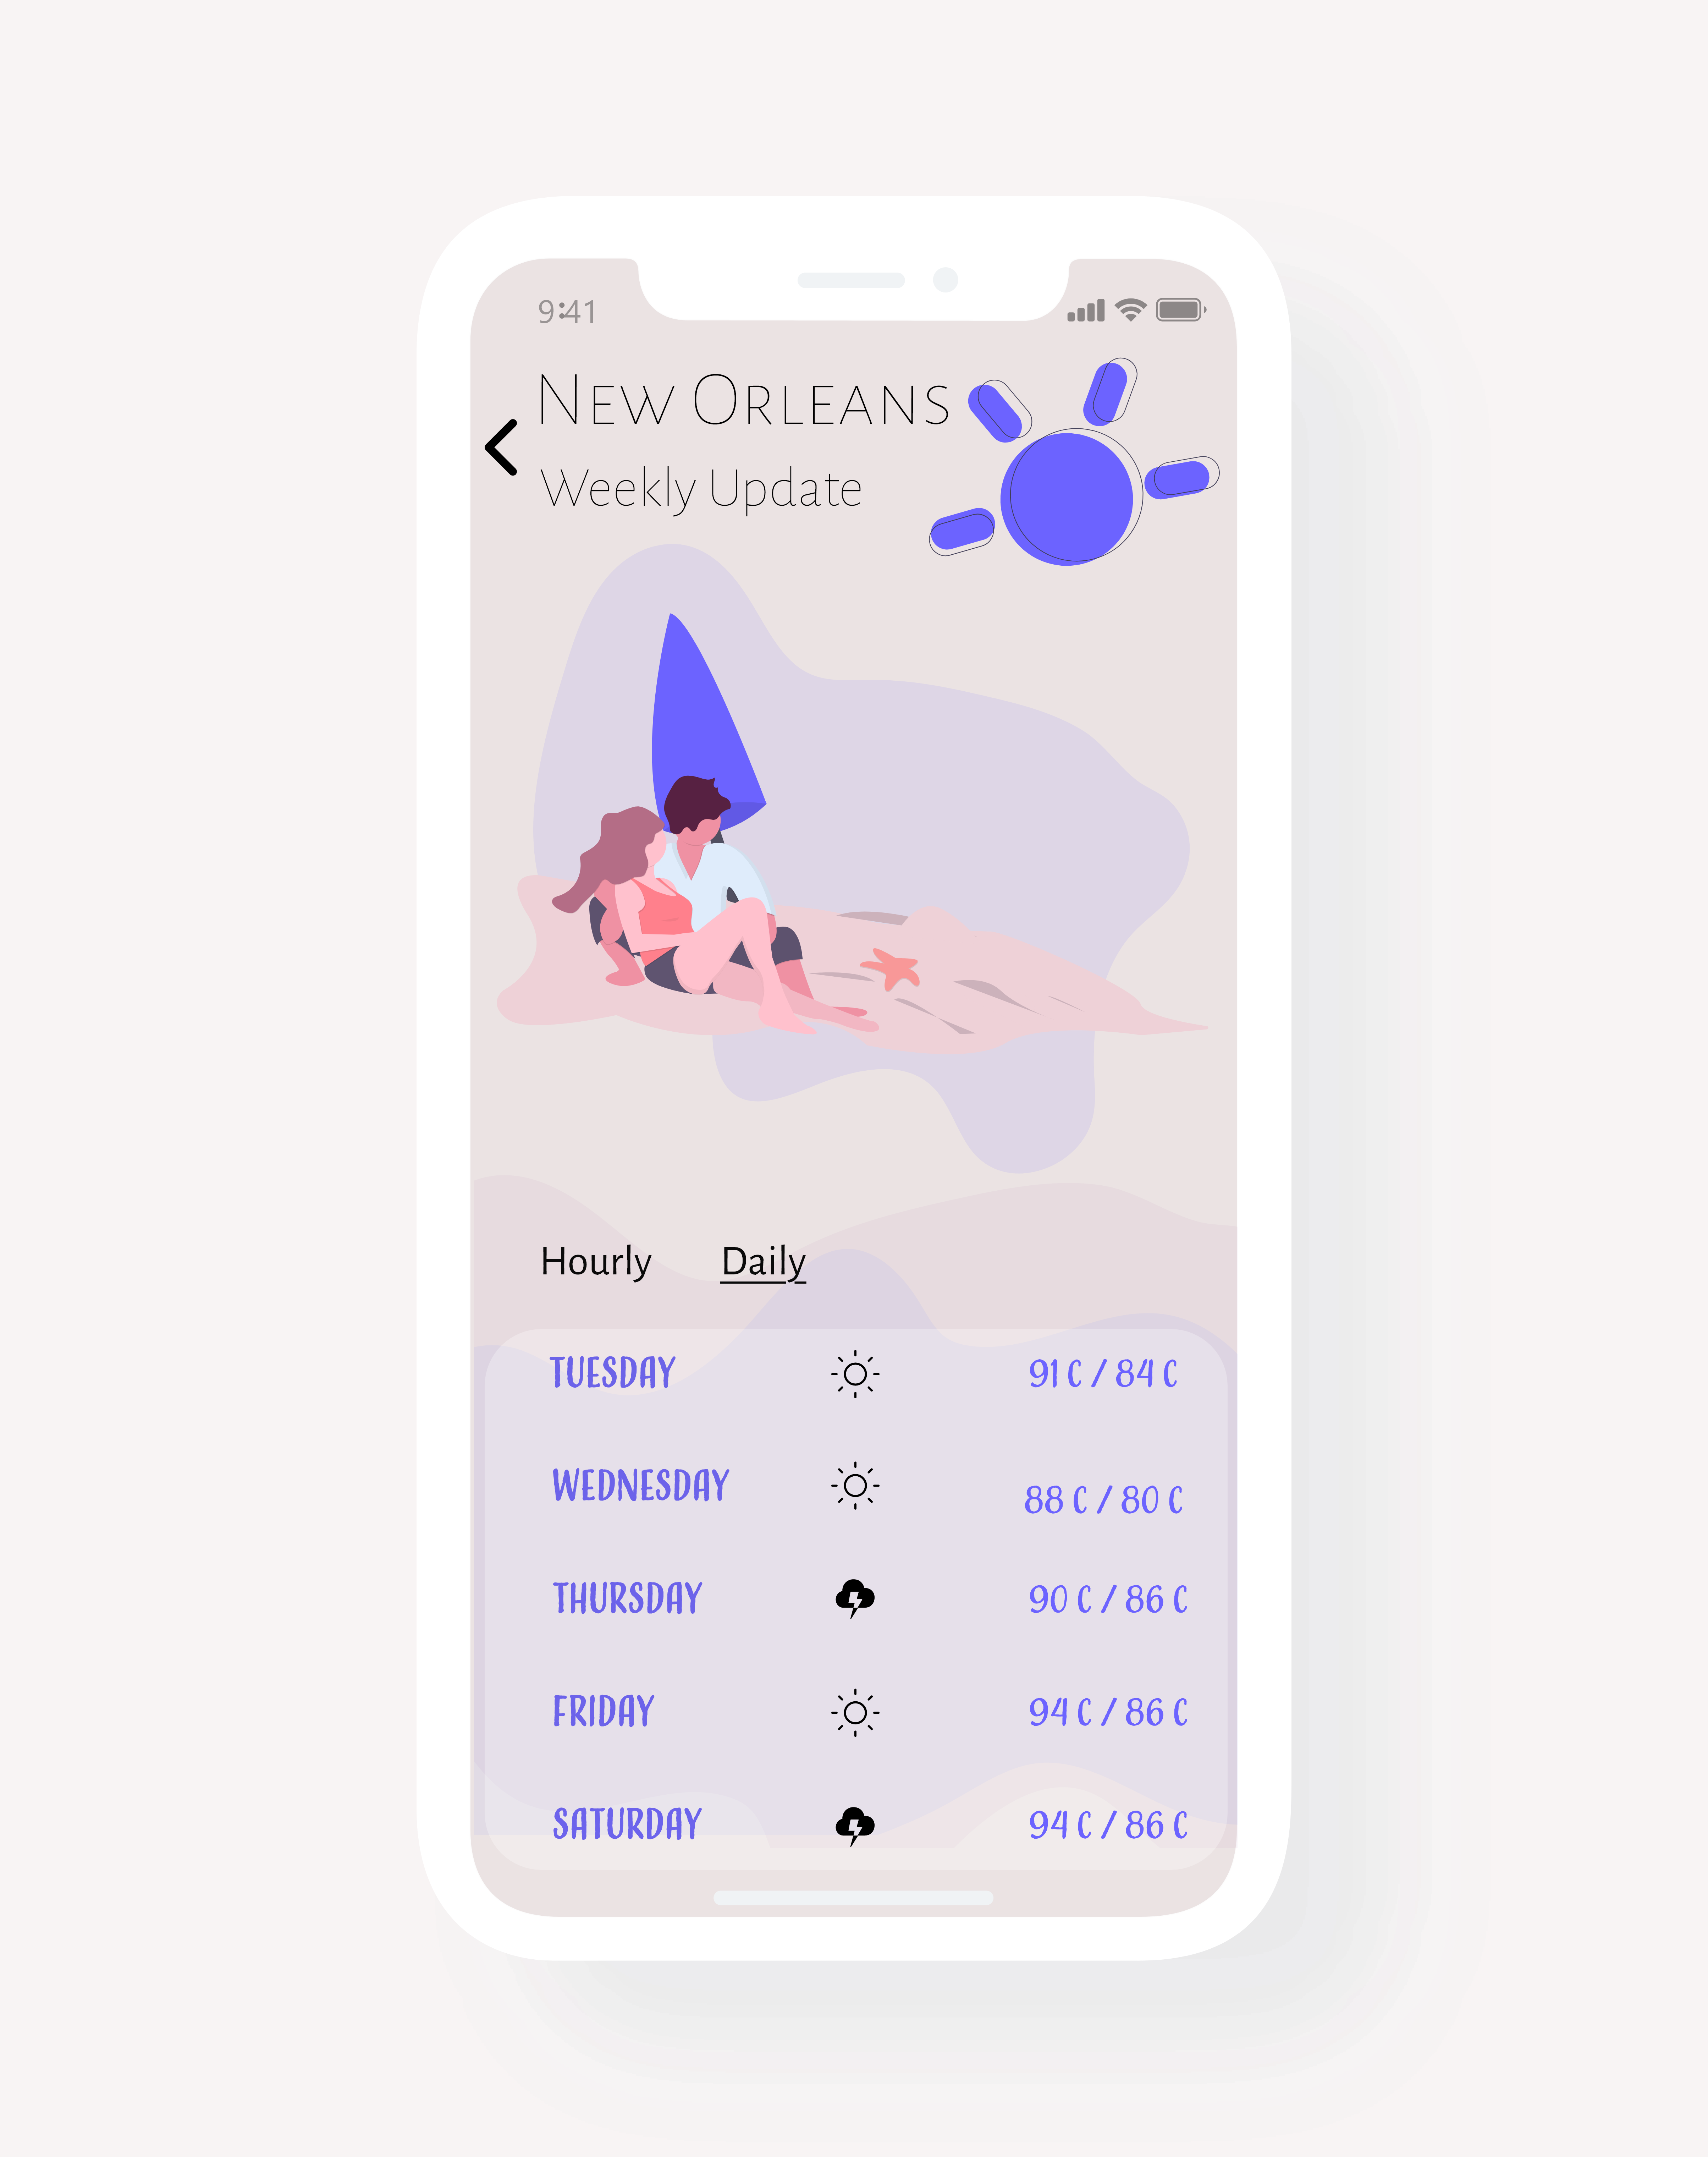 9:41
New Orleans
Weekly Update
Hourly Daily
TUESDAY 91 C / 84 C
WEDNESDAY 88 C / 80 C
THURSDAY 90 C / 86 C
FRIDAY 94 C / 86 C
SATURDAY 94 C / 86 C